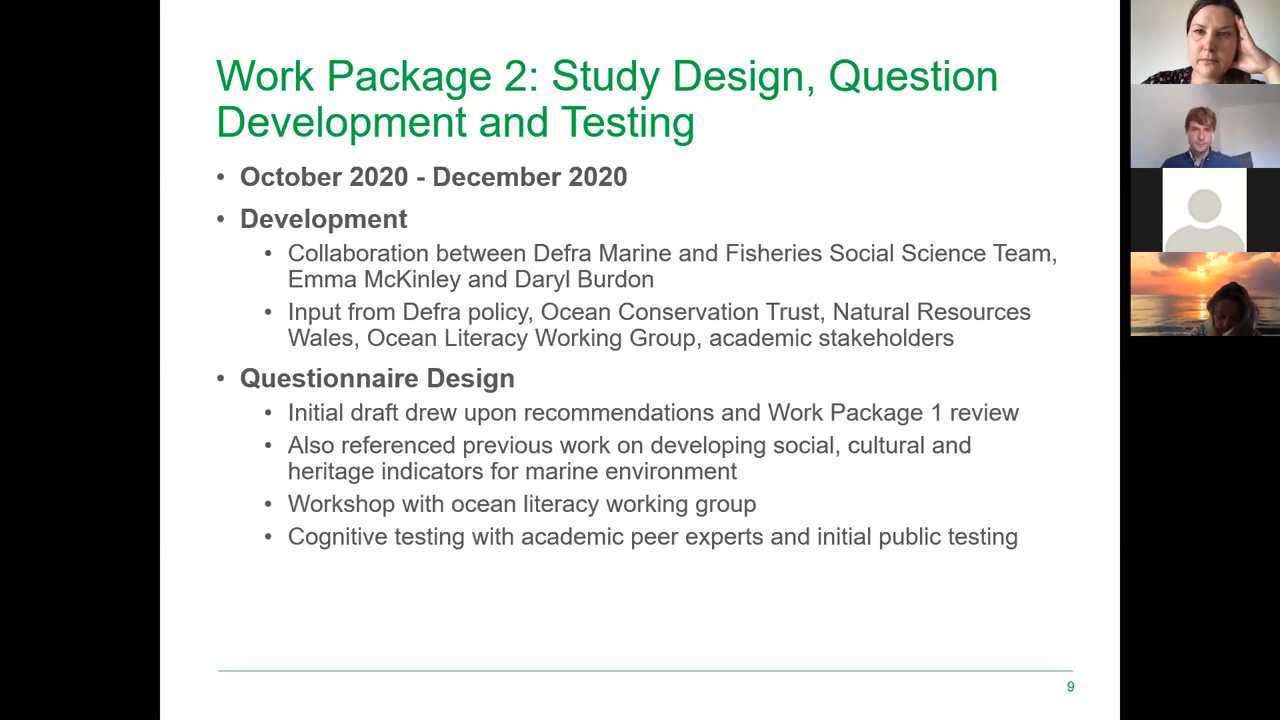 Work Package 2: Study Design, Question
Development and Testing
• October 2020 - December 2020
• Development
• Collaboration between Defra Marine and Fisheries Social Science Team,
Emma McKinley and Daryl Burdon
• Input from Defra policy, Ocean Conservation Trust, Natural Resources
Wales, Ocean Literacy Working Group, academic stakeholders
• Questionnaire Design
• Initial draft drew upon recommendations and Work Package 1 review
• Also referenced previous work on developing social, cultural and
heritage indicators for marine environment
• Workshop with ocean literacy working group
• Cognitive testing with academic peer experts and initial public testing
9